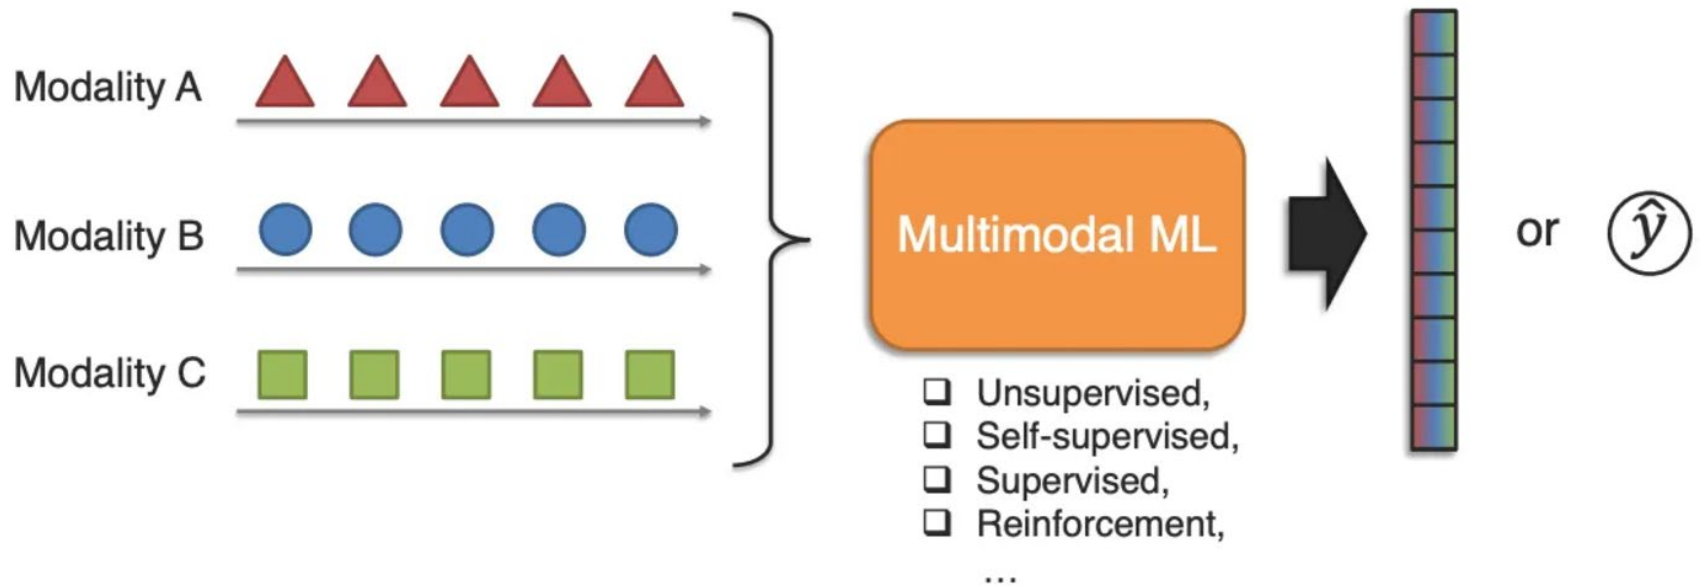 Modality A
Modality B
Modality C
Multimodal ML
❑ Unsupervised,
❑ Self-supervised,
❑ Supervised,
❑ Reinforcement,
...
or
ŷ